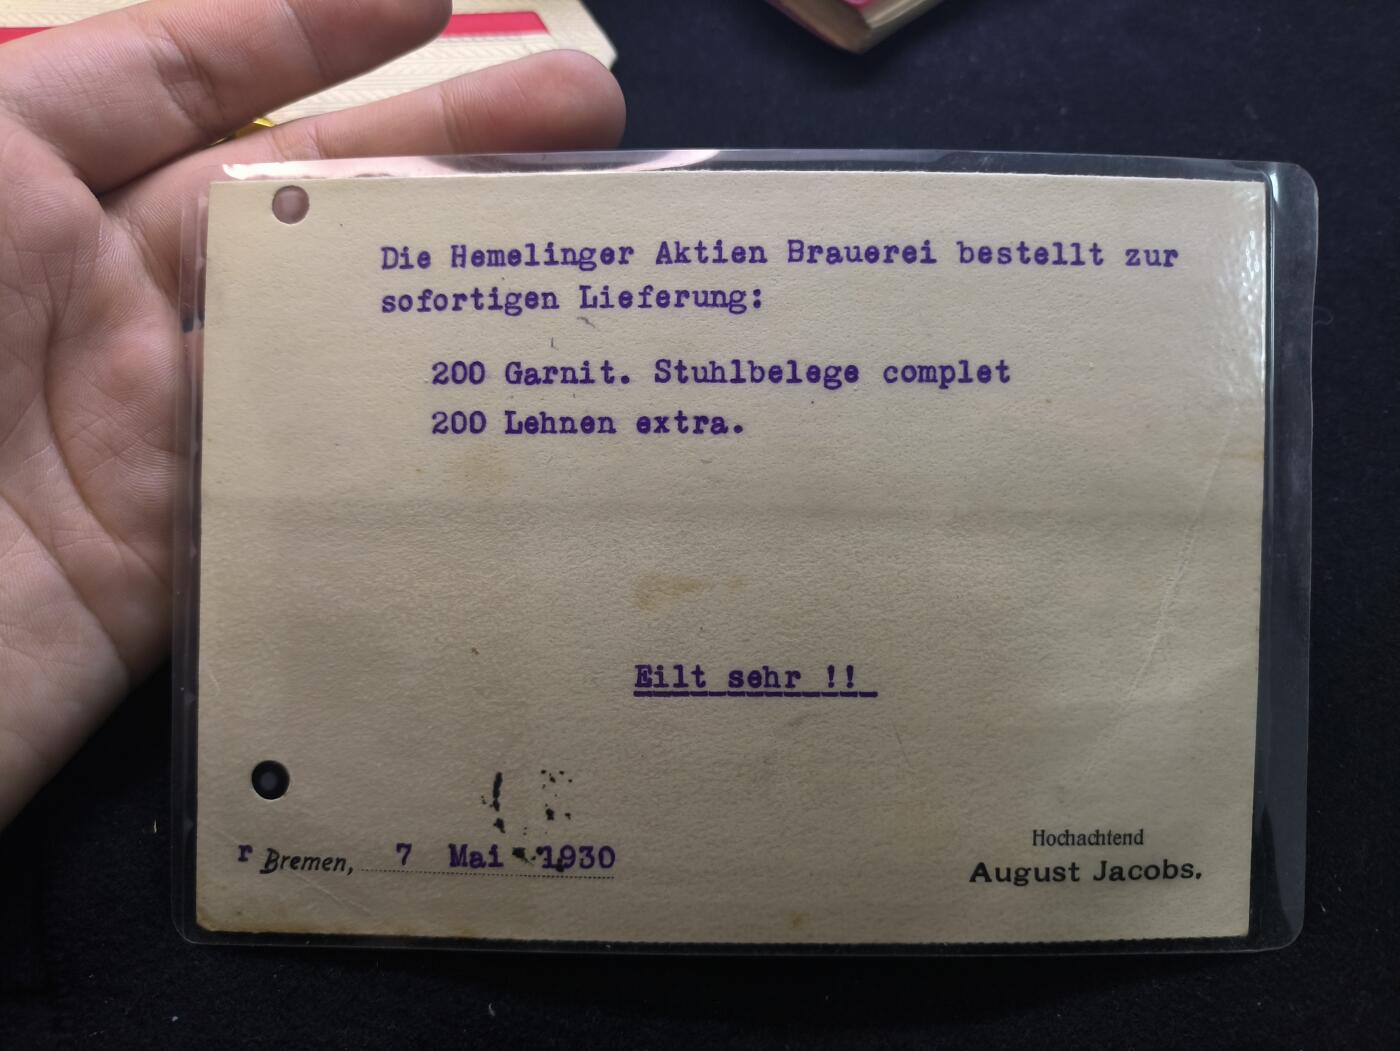 Die Hemelinger Aktien Brauerei bestellt zur
sofortigen Lieferung:
200 Garnit. Stuhlbelege complet
200 Lehnen extra.
Eilt sehr !!
r Bremen, 7 Mai 1930
Hochachtend
August Jacobs.